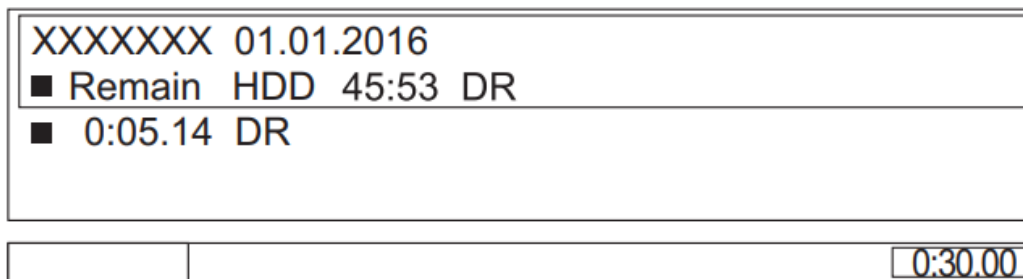 XXXXXXX 01.01.2016
■ Remain HDD 45:53 DR
■ 0:05.14 DR
0:30.00